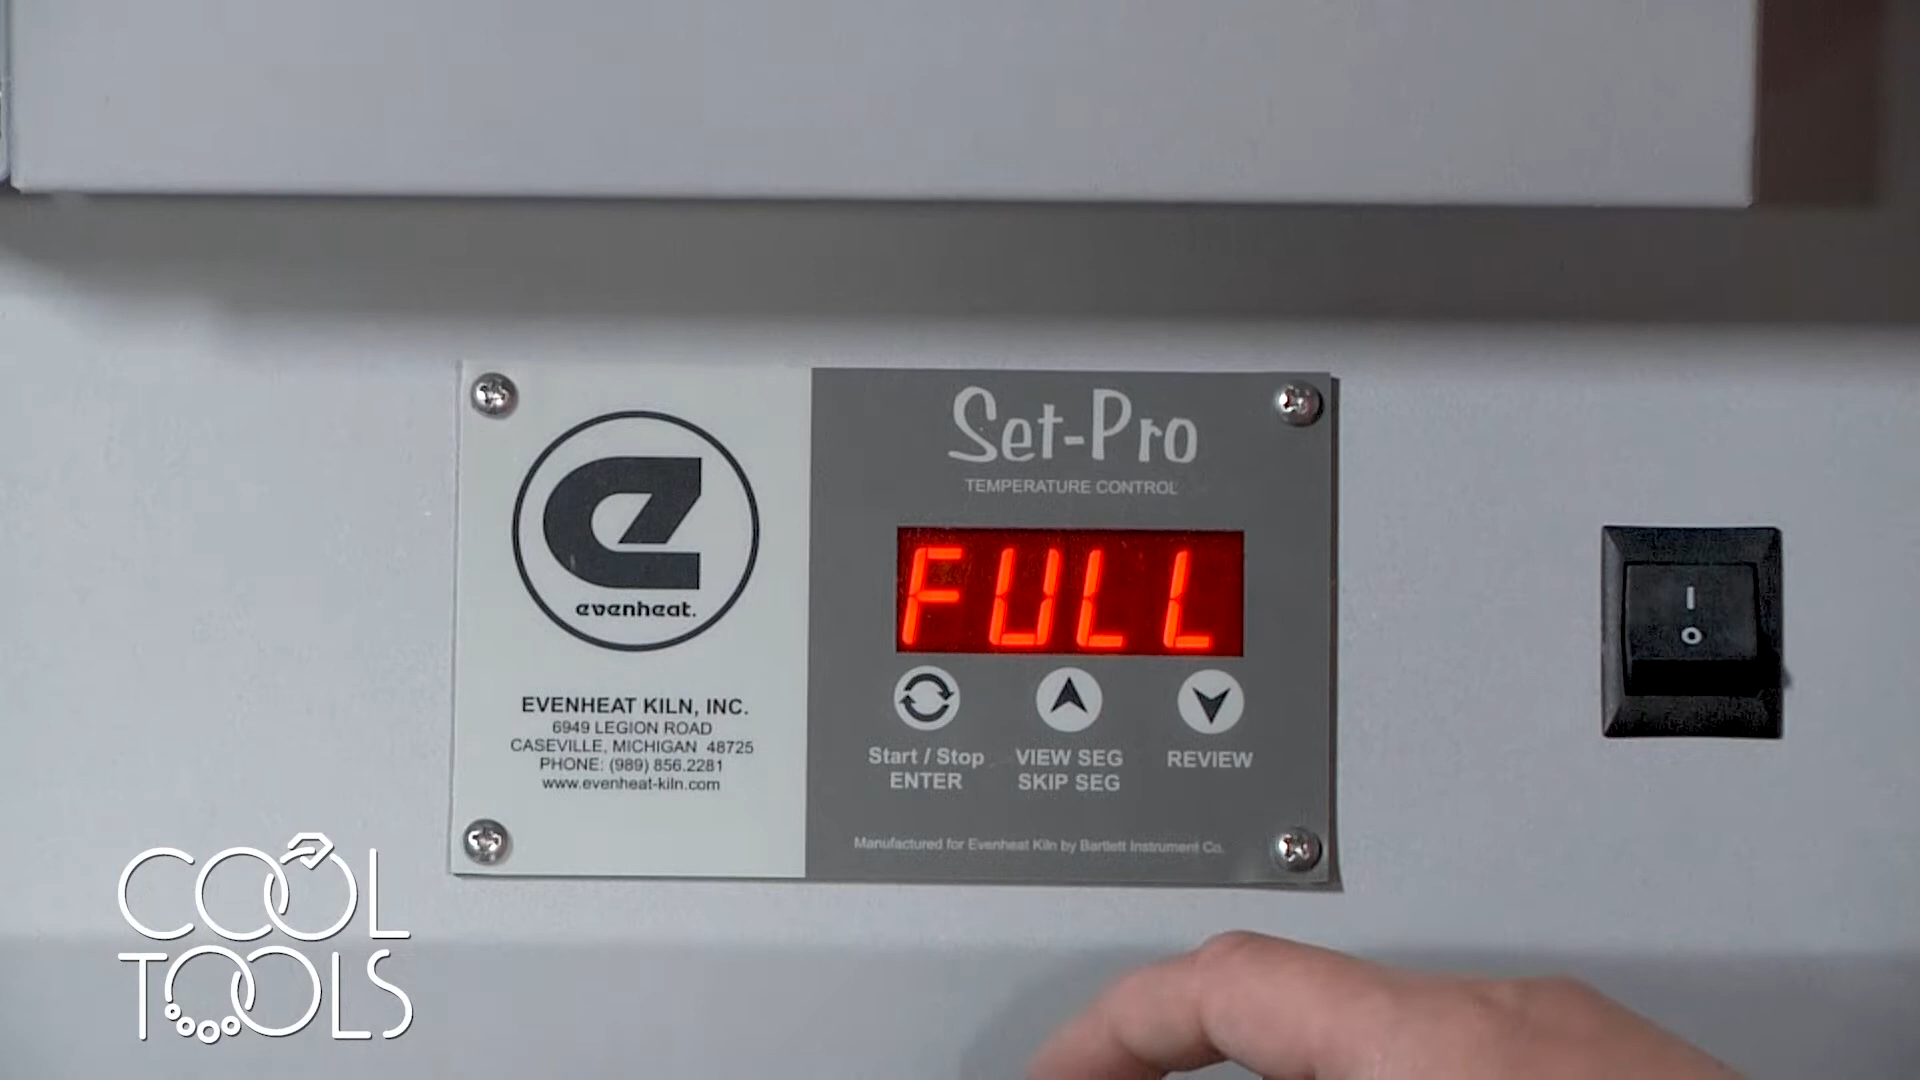 Set-Pro
TEMPERATURE CONTROL
FULL
evenheat.
EVENHEAT KILN, INC.
6949 LEGION ROAD
CASEVILLE, MICHIGAN 48725
PHONE: (989) 856.2281
www.evenheat-kiln.com
Start / Stop
ENTER
VIEW SEG
SKIP SEG
REVIEW
Manufactured for Evenheat Kiln by Bartlett Instrument Co.
I
O
COOL
TOOLS